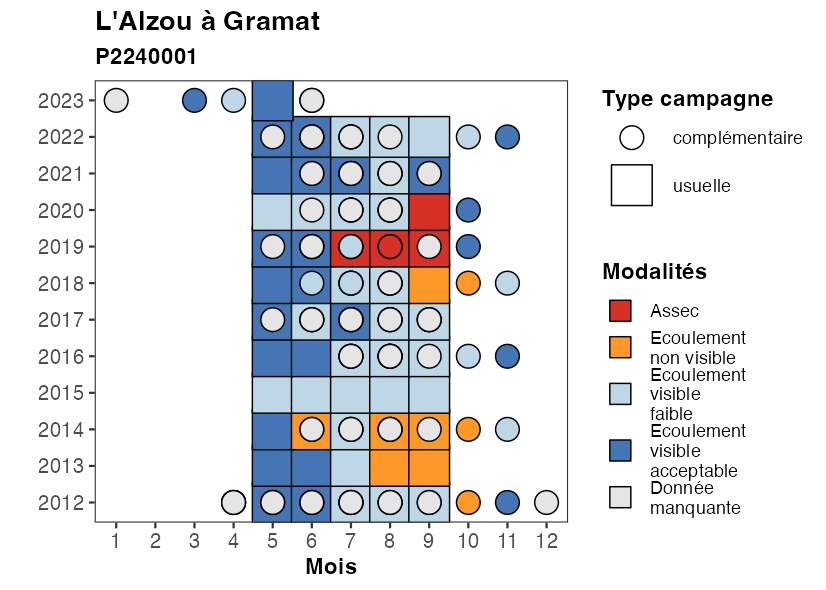 L'Alzou à Gramat
P2240001
2023
2022
2021
2020
2019
2018
2017
2016
2015
2014
2013
2012
1 2 3 4 5 6 7 8 9 10 11 12
Mois
Type campagne
complémentaire
usuelle
Modalités
Assec
Ecoulement
non visible
Ecoulement
visible
faible
Ecoulement
visible
acceptable
Donnée
manquante